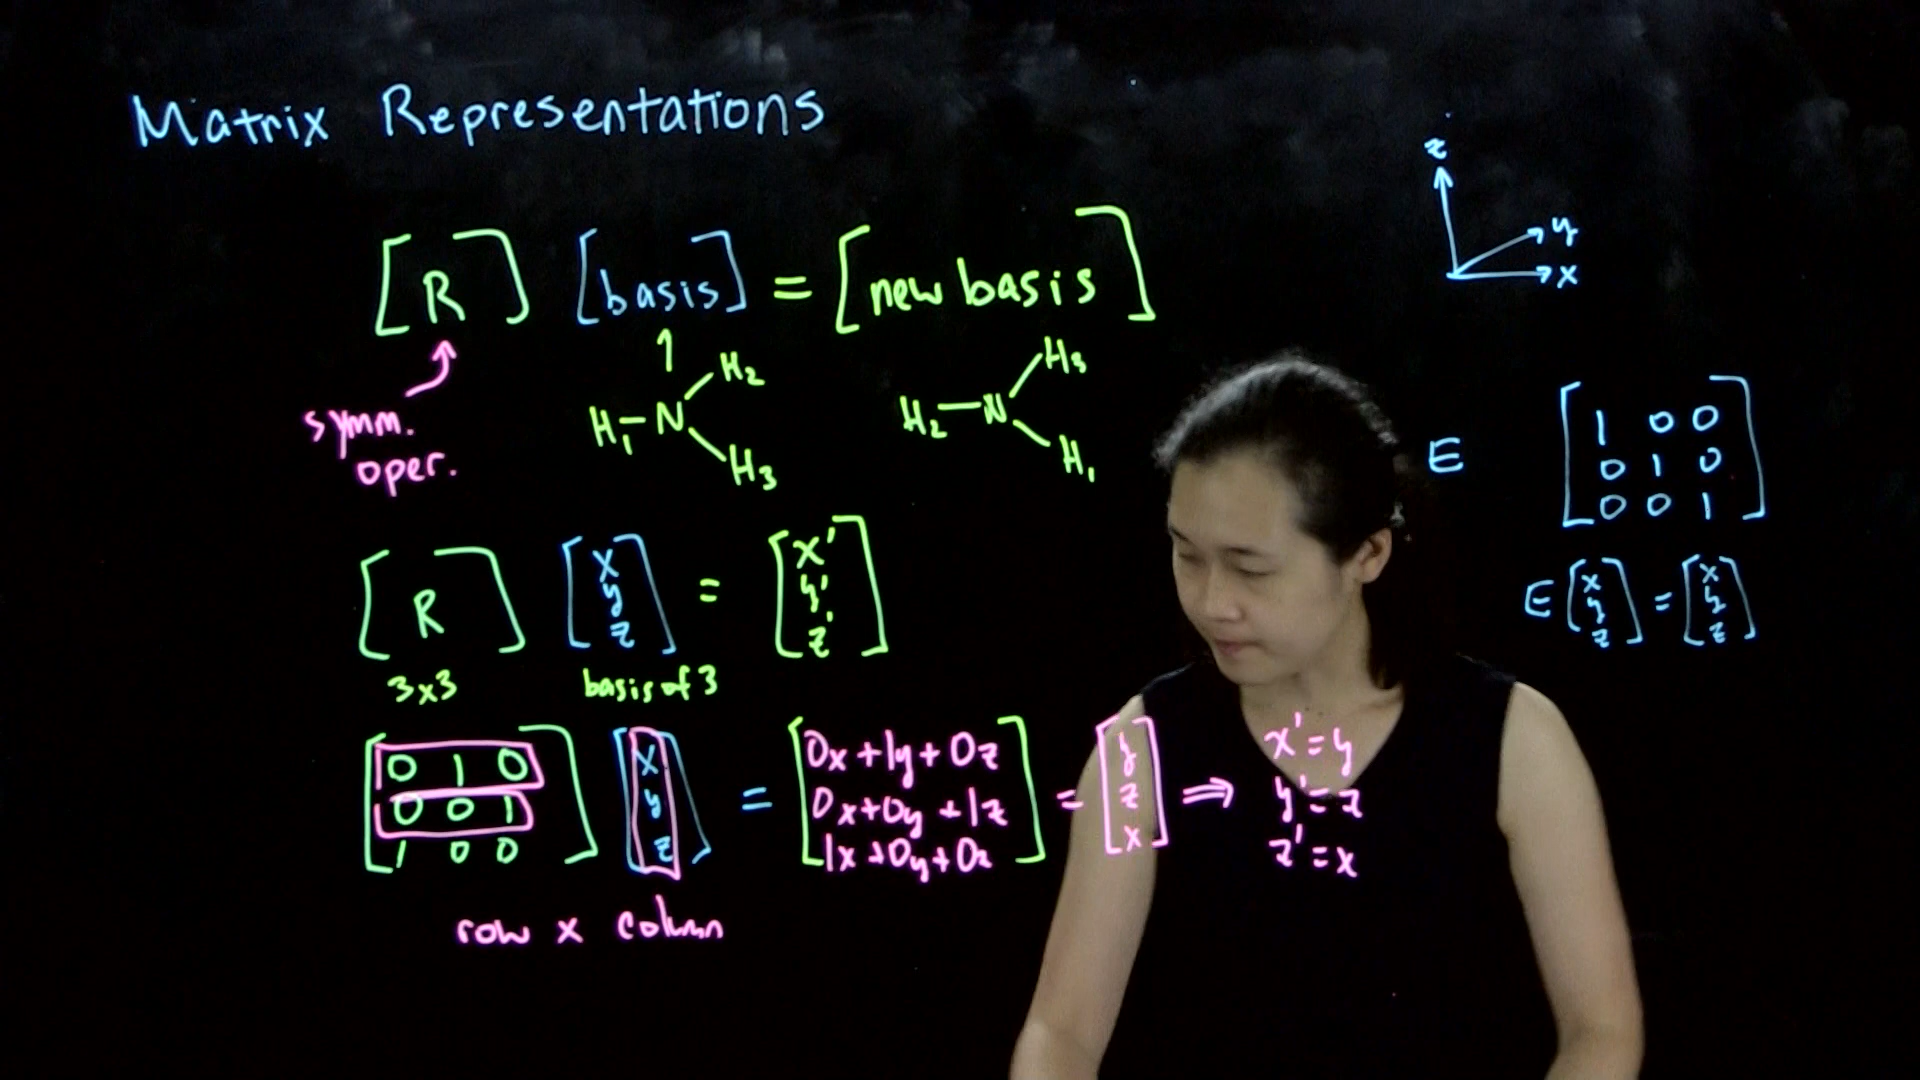 Matrix Representations
z
y
x
[R] [basis] = [new basis]
symm.
oper.
H₁-N H₂ H₃
H₂-N H₃ H₁
E [1 0 0
0 1 0
0 0 1]
[R] [x y z] = [x' y' z']
3x3 basis of 3
E [x y z] = [x y z]
[0 1 0 [x [0x + 1y + 0z [y x' = y
0 0 1 y = 0x + 0y + 1z = z ⇒ y' = z
1 0 0] z] 1x + 0y + 0z] x] z' = x
row x column